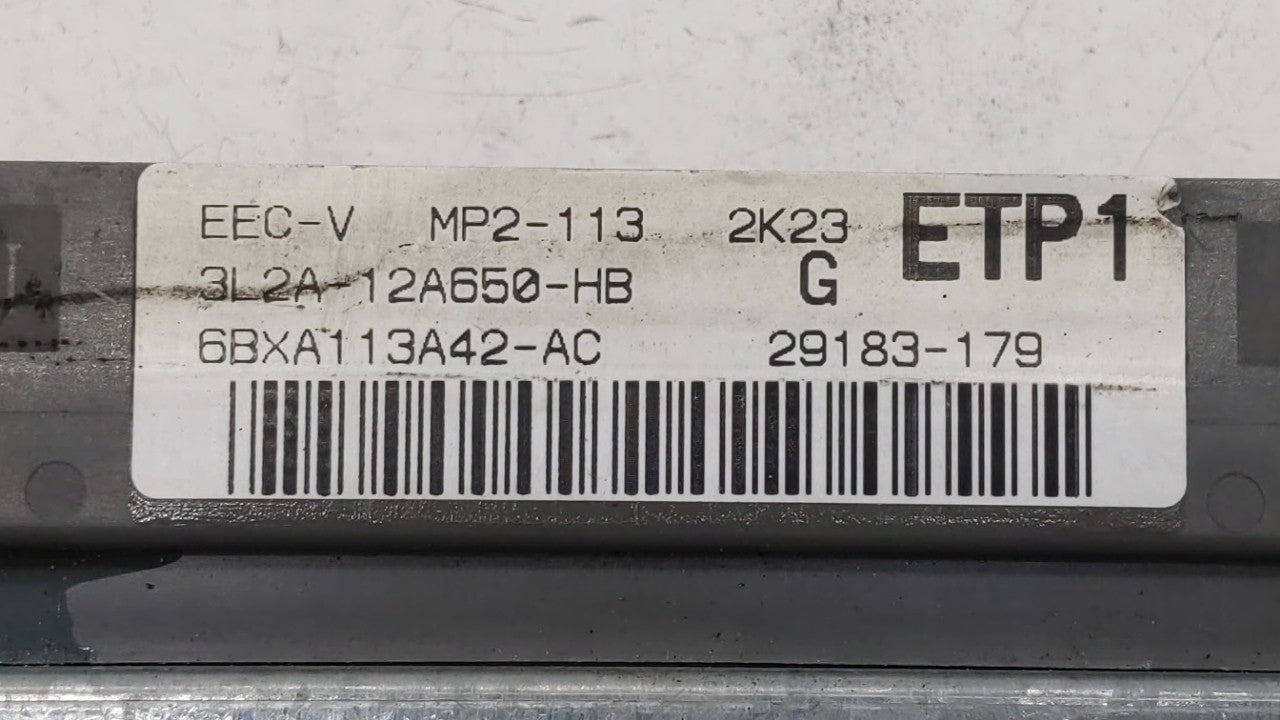 EEC-V MP2-113 2K23 ETP1
3L2A-12A650-HB G
6BXA113A42-AC 29183-179